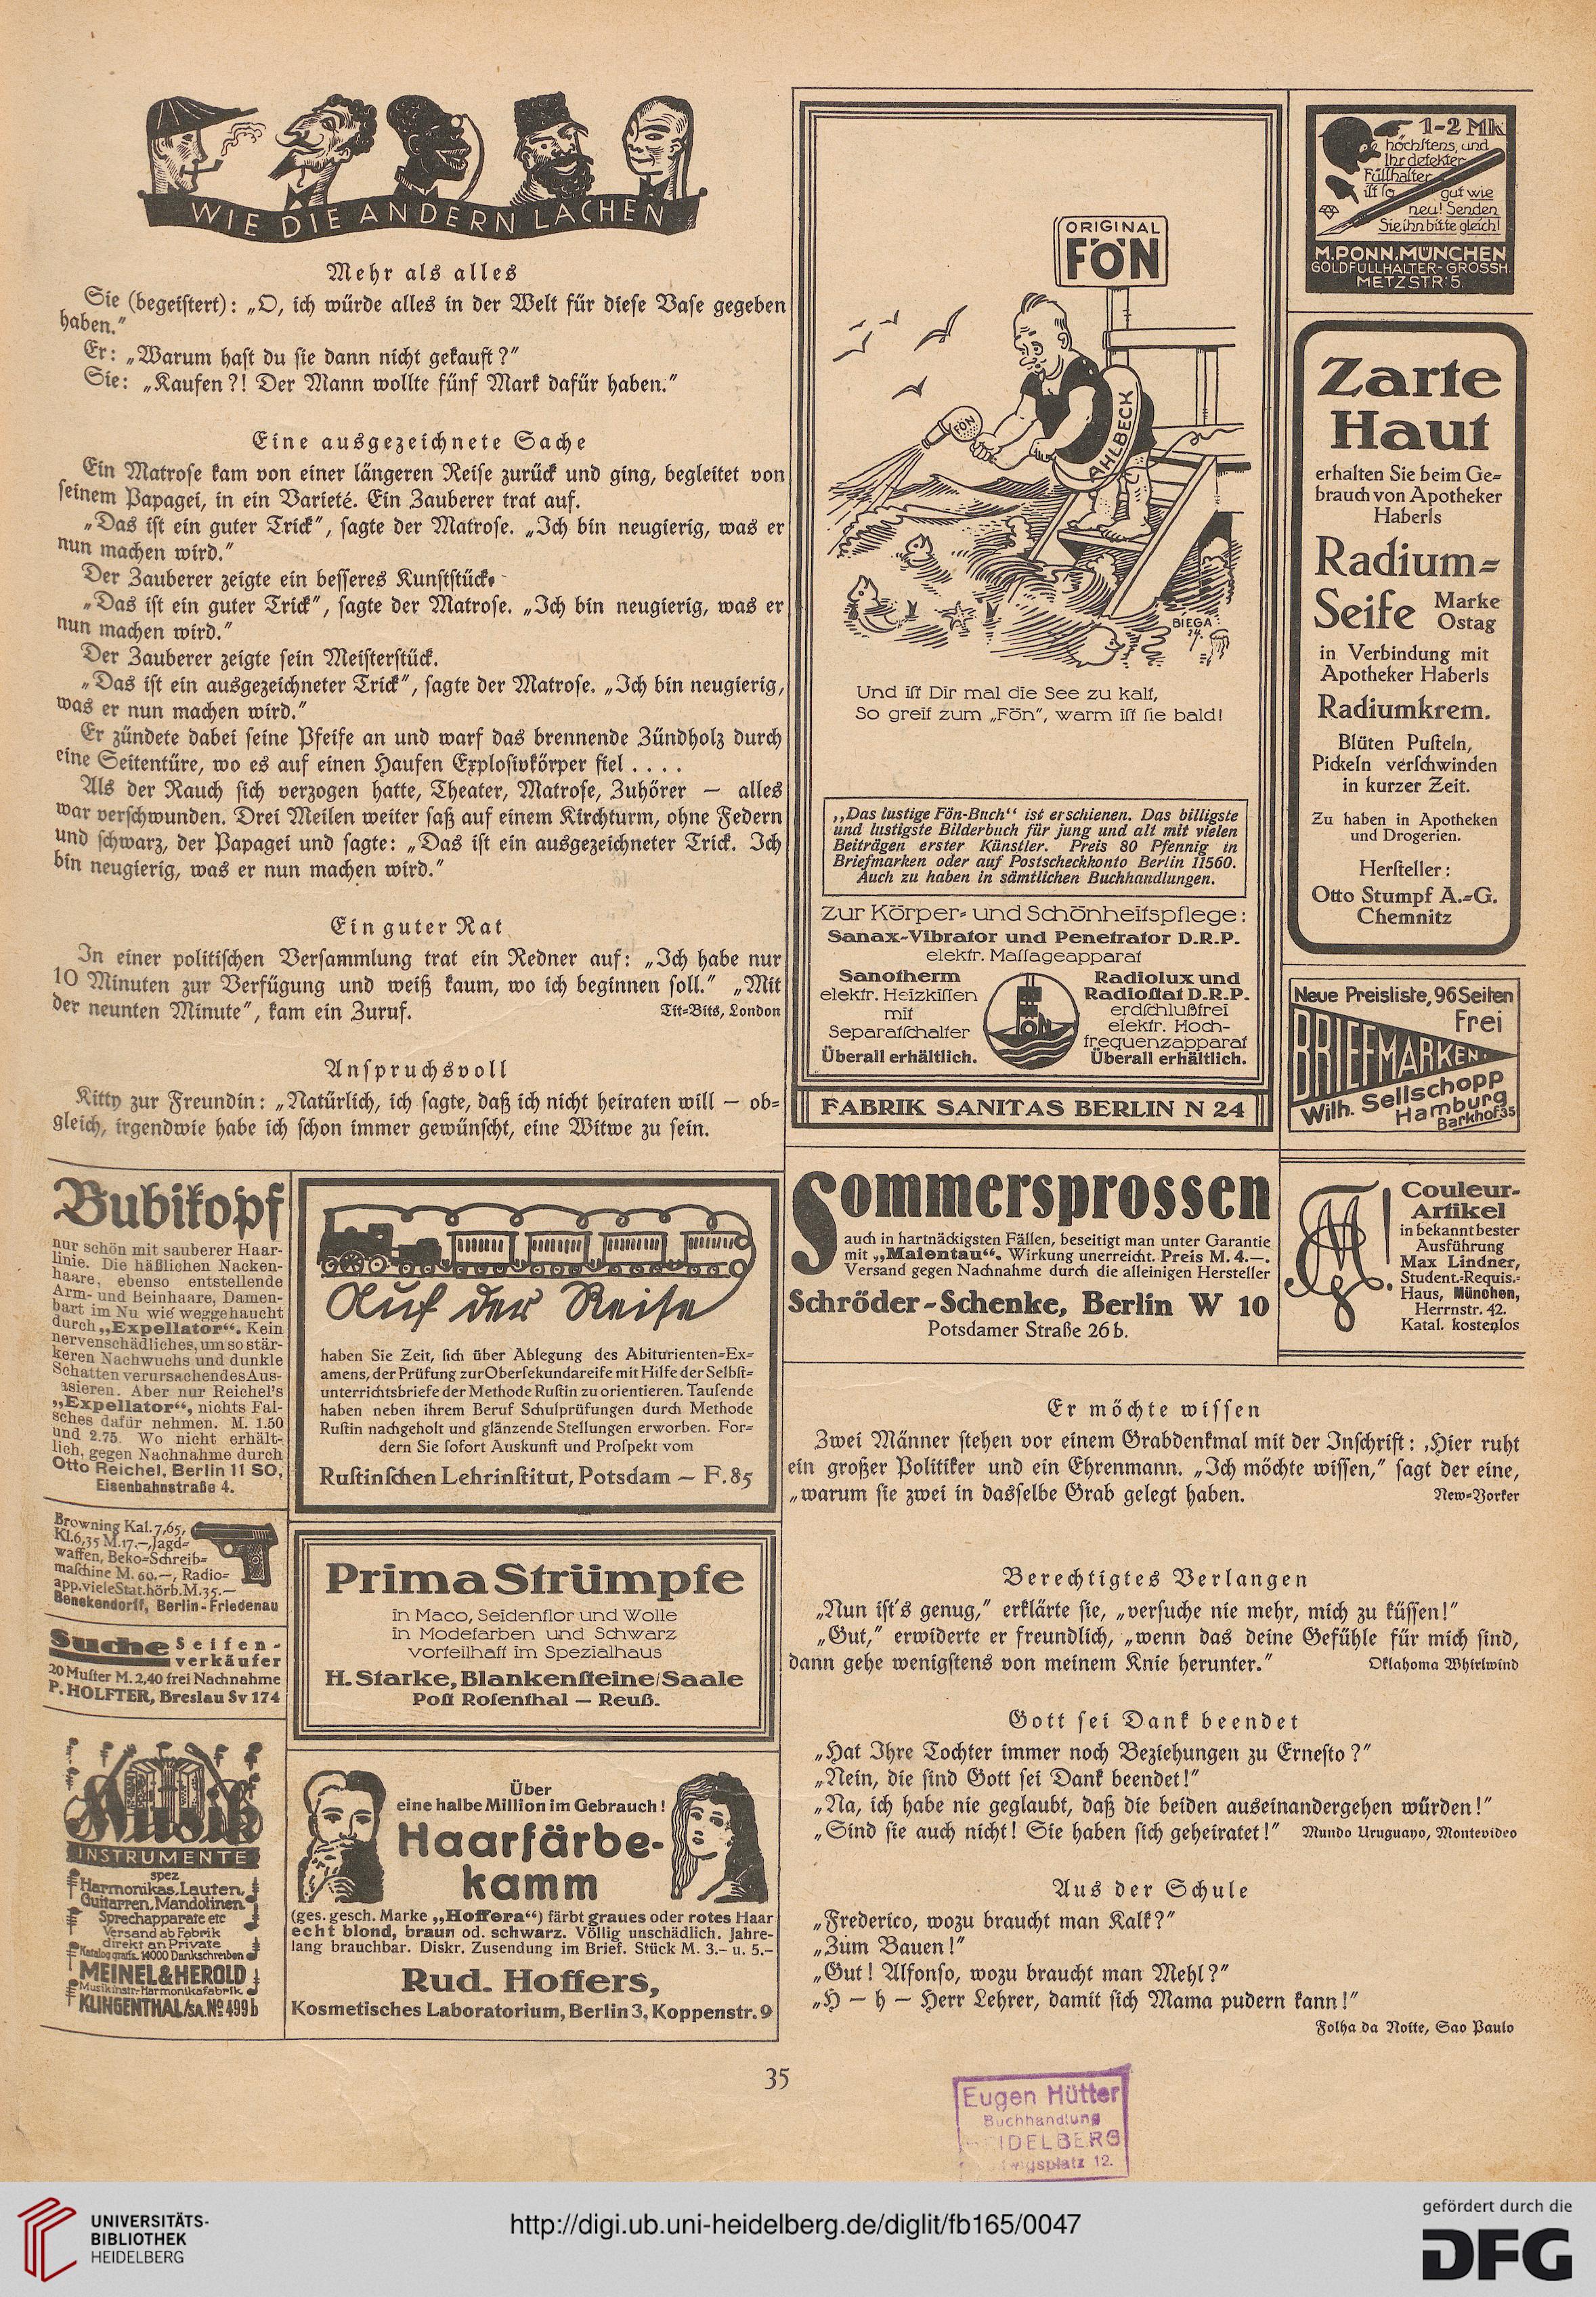 WIE DIE ANDERN LACHEN
Mehr als alles
Sie (begeistert): „O, ich würde alles in der Welt für diese Vase gegeben
haben.“
Er: „Warum hast du sie dann nicht gekauft?“
Sie: „Kaufen?! Der Mann wollte fünf Mark dafür haben.“
Eine ausgezeichnete Sache
Ein Matrose kam von einer längeren Reise zurück und ging, begleitet von
seinem Papagei, in ein Varieté. Ein Zauberer trat auf.
„Das ist ein guter Trick“, sagte der Matrose. „Ich bin neugierig, was er
nun machen wird.“
Der Zauberer zeigte ein besseres Kunststück.
„Das ist ein guter Trick“, sagte der Matrose. „Ich bin neugierig, was er
nun machen wird.“
Der Zauberer zeigte sein Meisterstück.
„Das ist ein ausgezeichneter Trick“, sagte der Matrose. „Ich bin neugierig,
was er nun machen wird.“
Er zündete dabei seine Pfeife an und warf das brennende Zündholz durch
eine Seitentüre, wo es auf einen Haufen Explosivkörper fiel . . . .
Als der Rauch sich verzogen hatte, Theater, Matrose, Zuhörer — alles
war verschwunden. Drei Meilen weiter saß auf einem Kirchturm, ohne Federn
und schwarz, der Papagei und sagte: „Das ist ein ausgezeichneter Trick. Ich
bin neugierig, was er nun machen wird.“
Ein guter Rat
In einer politischen Versammlung trat ein Redner auf: „Ich habe nur
10 Minuten zur Verfügung und weiß kaum, wo ich beginnen soll.“ „Mit
der neunten Minute“, kam ein Zuruf. Tit-Bits, London
Anspruchsvoll
Kitty zur Freundin: „Natürlich, ich sagte, daß ich nicht heiraten will — ob-
gleich, irgendwie habe ich schon immer gewünscht, eine Witwe zu sein.
ORIGINAL
FÖN
FÖN
AHLBECK
BIEGA
24.
Und ist Dir mal die See zu kalt,
So greif zum „Fön“, warm ist sie bald!
„Das lustige Fön-Buch“ ist erschienen. Das billigste
und lustigste Bilderbuch für jung und alt mit vielen
Beiträgen erster Künstler. Preis 80 Pfennig in
Briefmarken oder auf Postscheckkonto Berlin 11560.
Auch zu haben in sämtlichen Buchhandlungen.
Zur Körper- und Schönheitspflege:
Sanax-Vibrator und Penetrator D.R.P.
elektr. Massageapparat
Sanotherm
elektr. Heizkissen
mit
Separatschalter
Überall erhältlich.
Radiolux und
Radiostat D.R.P.
erdschlußfrei
elektr. Hoch-
frequenzapparat
Überall erhältlich.
FABRIK SANITAS BERLIN N 24
1-2 Mk
höchstens, und
Ihr defekter
Füllhalter
ist so gut wie
neu! Senden
Sie ihn bitte gleich!
M. PONN, MÜNCHEN
GOLDFÜLLHALTER-GROSSH.
METZSTR. 5.
Zarte
Haut
erhalten Sie beim Ge-
brauch von Apotheker
Haberls
Radium-
Seife Marke
Ostag
in Verbindung mit
Apotheker Haberls
Radiumkrem.
Blüten Pusteln,
Pickeln verschwinden
in kurzer Zeit.
Zu haben in Apotheken
und Drogerien.
Hersteller:
Otto Stumpf A.-G.
Chemnitz
Neue Preisliste, 96 Seiten
Frei
BRIEFMARKEN.
Wilh. Sellschopp
Hamburg
Barkhof 35
Bubikopf
nur schön mit sauberer Haar-
linie. Die häßlichen Nacken-
haare, ebenso entstellende
Arm- und Beinhaare, Damen-
bart im Nu wie weggehaucht
durch „Expellator“. Kein
nervenschädliches, um so stär-
keren Nachwuchs und dunkle
Schatten verursachendes Aus-
rasieren. Aber nur Reichel's
„Expellator“, nichts Fal-
sches dafür nehmen. M. 1.50
und 2.75. Wo nicht erhält-
lich, gegen Nachnahme durch
Otto Reichel, Berlin 11 SO,
Eisenbahnstraße 4.
Browning Kal. 7,65,
Kl. 6,35 M. 17.—, Jagd-
waffen, Beko-Schreib-
maschine M. 60.—, Radio-
app. viele Stat. hörb. M. 35.—
Benekendorff, Berlin-Friedenau
Suche Seifen-
verkäufer
20 Muster M. 2,40 frei Nachnahme
P. HOLFTER, Breslau Sv 174
Musik
INSTRUMENTE
spez.
Harmonikas, Lauten,
Guitarren, Mandolinen,
Sprechapparate etc
Versand ab Fabrik
direkt an Private
Katalog gratis. 14000 Dankschreiben
MEINEL & HEROLD
Musikinstr.-Harmonikafabrik
KLINGENTHAL/SA. No 499b
Auf der Reise
haben Sie Zeit, sich über Ablegung des Abiturienten-Ex-
amens, der Prüfung zur Obersekundareife mit Hilfe der Selbst-
unterrichtsbriefe der Methode Rustin zu orientieren. Tausende
haben neben ihrem Beruf Schulprüfungen durch Methode
Rustin nachgeholt und glänzende Stellungen erworben. For-
dern Sie sofort Auskunft und Prospekt vom
Rustinschen Lehrinstitut, Potsdam — F. 85
Prima Strümpfe
in Maco, Seidenflor und Wolle
in Modefarben und Schwarz
vorteilhaft im Spezialhaus
H. Starke, Blankensteine/Saale
Post Rosenthal — Reuß.
Über
eine halbe Million im Gebrauch!
Haarfärbe-
kamm
(ges. gesch. Marke „Hoffera“) färbt graues oder rotes Haar
echt blond, braun od. schwarz. Völlig unschädlich. Jahre-
lang brauchbar. Diskr. Zusendung im Brief. Stück M. 3.- u. 5.-
Rud. Hoffers,
Kosmetisches Laboratorium, Berlin 3, Koppenstr. 9
Sommersprossen
auch in hartnäckigsten Fällen, beseitigt man unter Garantie
mit „Maientau“. Wirkung unerreicht. Preis M. 4.—.
Versand gegen Nachnahme durch die alleinigen Hersteller
Schröder-Schenke, Berlin W 10
Potsdamer Straße 26 b.
Couleur-
Artikel
in bekannt bester
Ausführung
Max Lindner,
Student.-Requis.-
Haus, München,
Herrnstr. 42.
Katal. kostenlos
Er möchte wissen
Zwei Männer stehen vor einem Grabdenkmal mit der Inschrift: ‚Hier ruht
ein großer Politiker und ein Ehrenmann. „Ich möchte wissen,“ sagt der eine,
„warum sie zwei in dasselbe Grab gelegt haben. New-Yorker
Berechtigtes Verlangen
„Nun ist's genug,“ erklärte sie, „versuche nie mehr, mich zu küssen!“
„Gut,“ erwiderte er freundlich, „wenn das deine Gefühle für mich sind,
dann gehe wenigstens von meinem Knie herunter.“ Oklahoma Whirlwind
Gott sei Dank beendet
„Hat Ihre Tochter immer noch Beziehungen zu Ernesto?“
„Nein, die sind Gott sei Dank beendet!“
„Na, ich habe nie geglaubt, daß die beiden auseinandergehen würden!“
„Sind sie auch nicht! Sie haben sich geheiratet!“ Mundo Uruguayo, Montevideo
Aus der Schule
„Frederico, wozu braucht man Kalk?“
„Zum Bauen!“
„Gut! Alfonso, wozu braucht man Mehl?“
„H — h — Herr Lehrer, damit sich Mama pudern kann!“
Folha da Noite, Sao Paulo
35
Eugen Hütter
Buchhandlung
HEIDELBERG
12.
UNIVERSITÄTS-
BIBLIOTHEK
HEIDELBERG
http://digi.ub.uni-heidelberg.de/diglit/fb165/0047
gefördert durch die
DFG